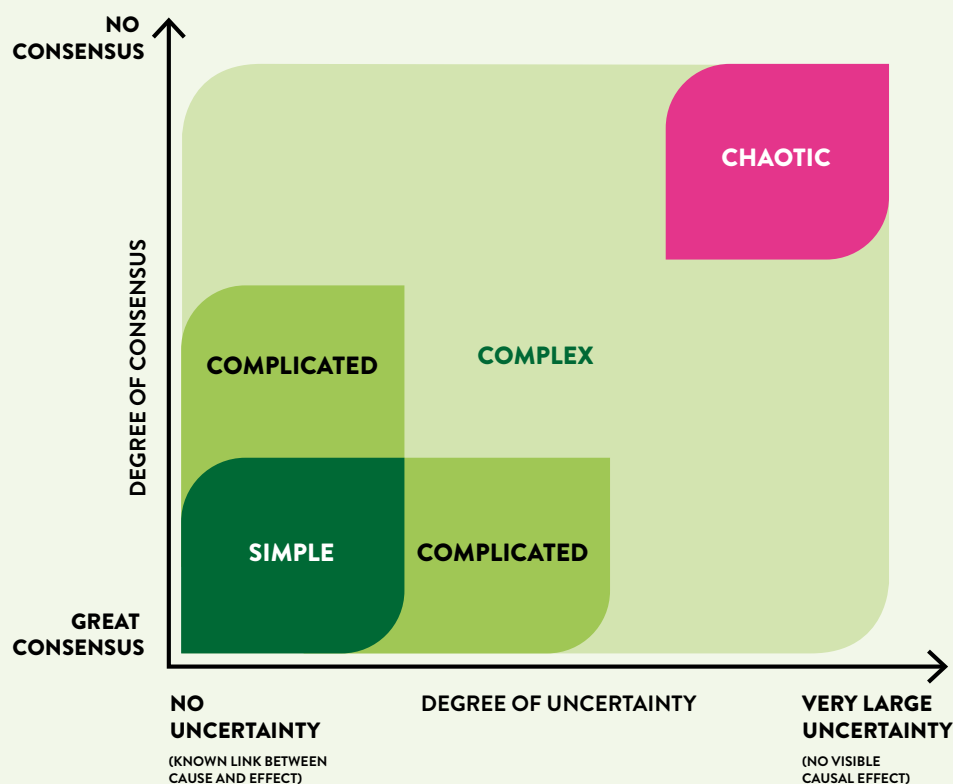 NO
CONSENSUS
CHAOTIC
DEGREE OF CONSENSUS
COMPLICATED
COMPLEX
SIMPLE
COMPLICATED
GREAT
CONSENSUS
NO
UNCERTAINTY
(KNOWN LINK BETWEEN
CAUSE AND EFFECT)
DEGREE OF UNCERTAINTY
VERY LARGE
UNCERTAINTY
(NO VISIBLE
CAUSAL EFFECT)